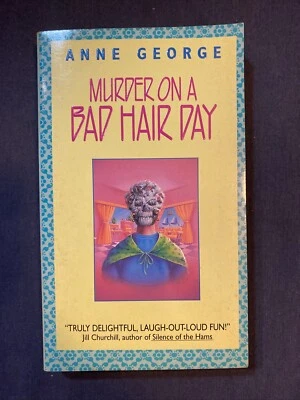 ANNE GEORGE
MURDER ON A
BAD HAIR DAY
"TRULY DELIGHTFUL, LAUGH-OUT-LOUD FUN!"
Jill Churchill, author of Silence of the Hams